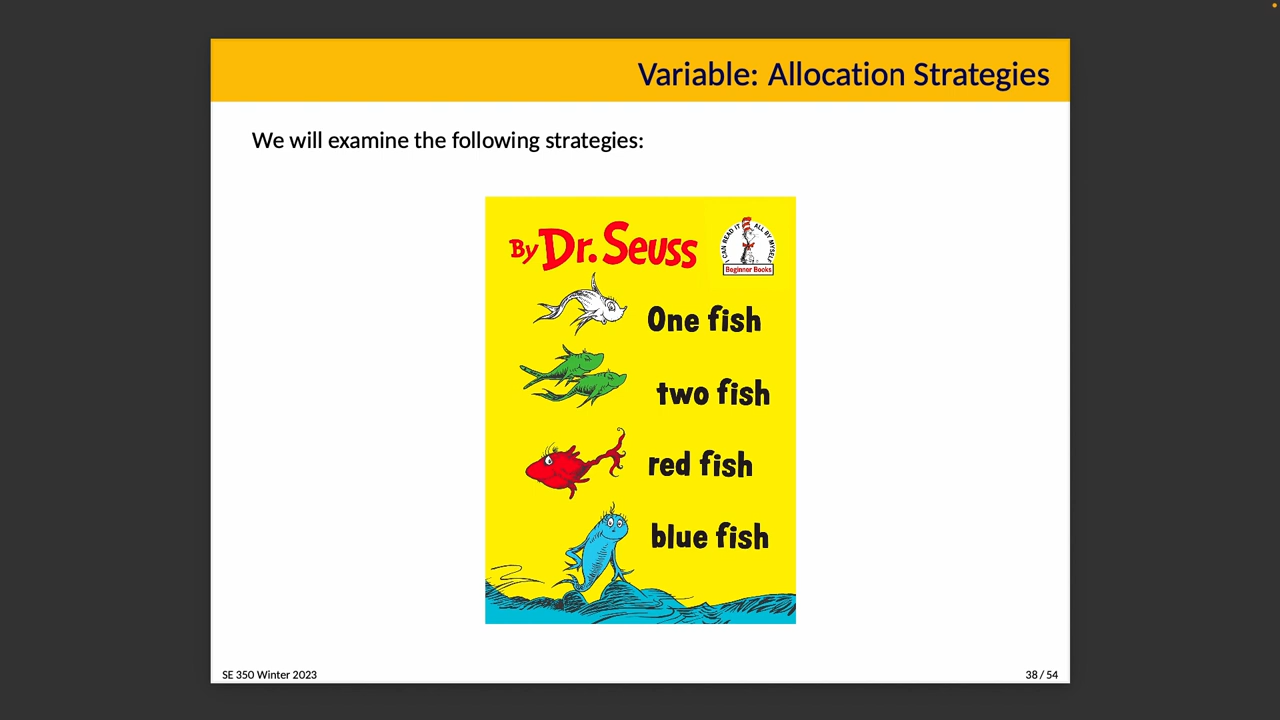 Variable: Allocation Strategies
We will examine the following strategies:
By Dr. Seuss
I CAN READ IT ALL BY MYSELF
Beginner Books
One fish
two fish
red fish
blue fish
SE 350 Winter 2023
38 / 54